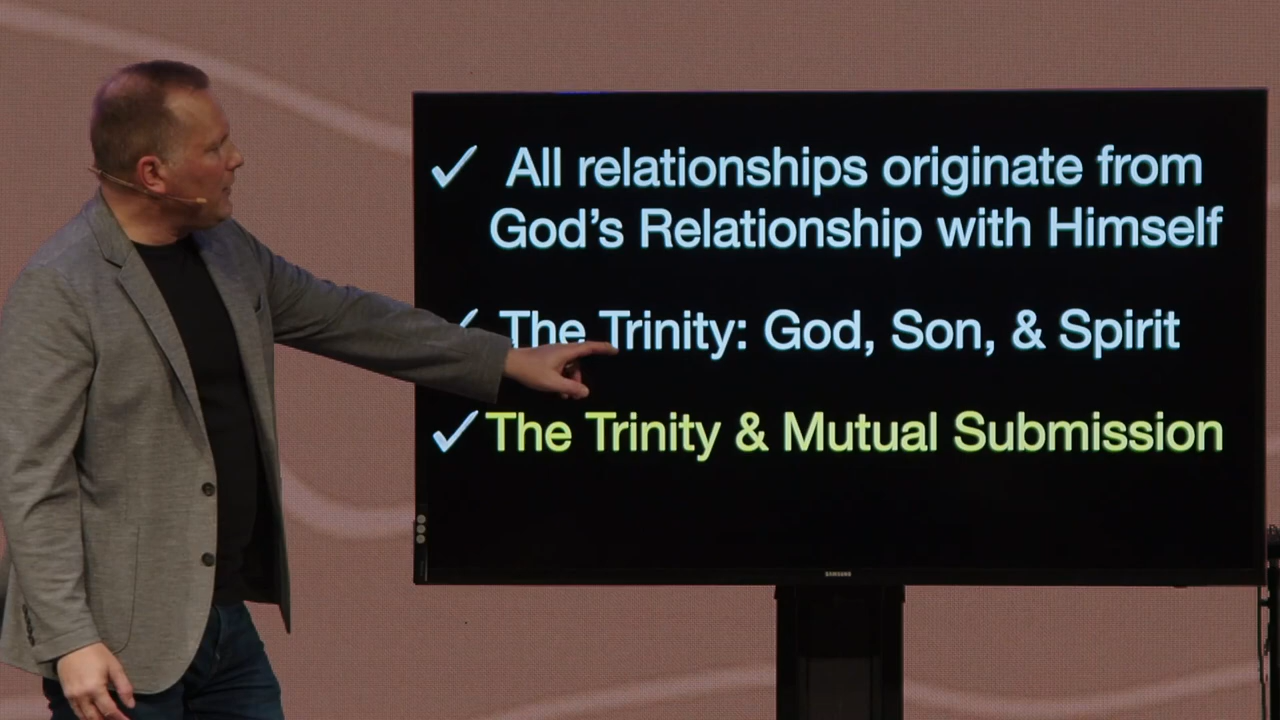 ✓ All relationships originate from
God’s Relationship with Himself
✓ The Trinity: God, Son, & Spirit
✓ The Trinity & Mutual Submission
SAMSUNG